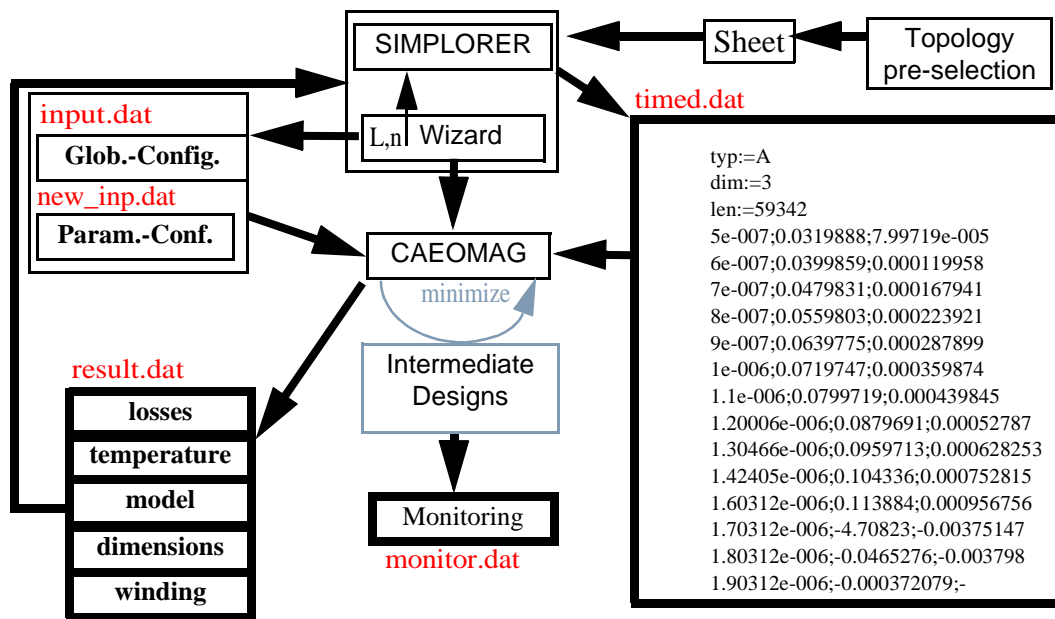 SIMPLORER
Sheet
Topology
pre-selection
input.dat
Glob.-Config.
new_inp.dat
Param.-Conf.
L,n
Wizard
timed.dat
typ:=A
dim:=3
len:=59342
5e-007;0.0319888;7.99719e-005
6e-007;0.0399859;0.000119958
7e-007;0.0479831;0.000167941
8e-007;0.0559803;0.000223921
9e-007;0.0639775;0.000287899
1e-006;0.0719747;0.000359874
1.1e-006;0.0799719;0.000439845
1.20006e-006;0.0879691;0.00052787
1.30466e-006;0.0959713;0.000628253
1.42405e-006;0.104336;0.000752815
1.60312e-006;0.113884;0.000956756
1.70312e-006;-4.70823;-0.00375147
1.80312e-006;-0.0465276;-0.003798
1.90312e-006;-0.000372079;-
CAEOMAG
minimize
Intermediate
Designs
Monitoring
monitor.dat
result.dat
losses
temperature
model
dimensions
winding